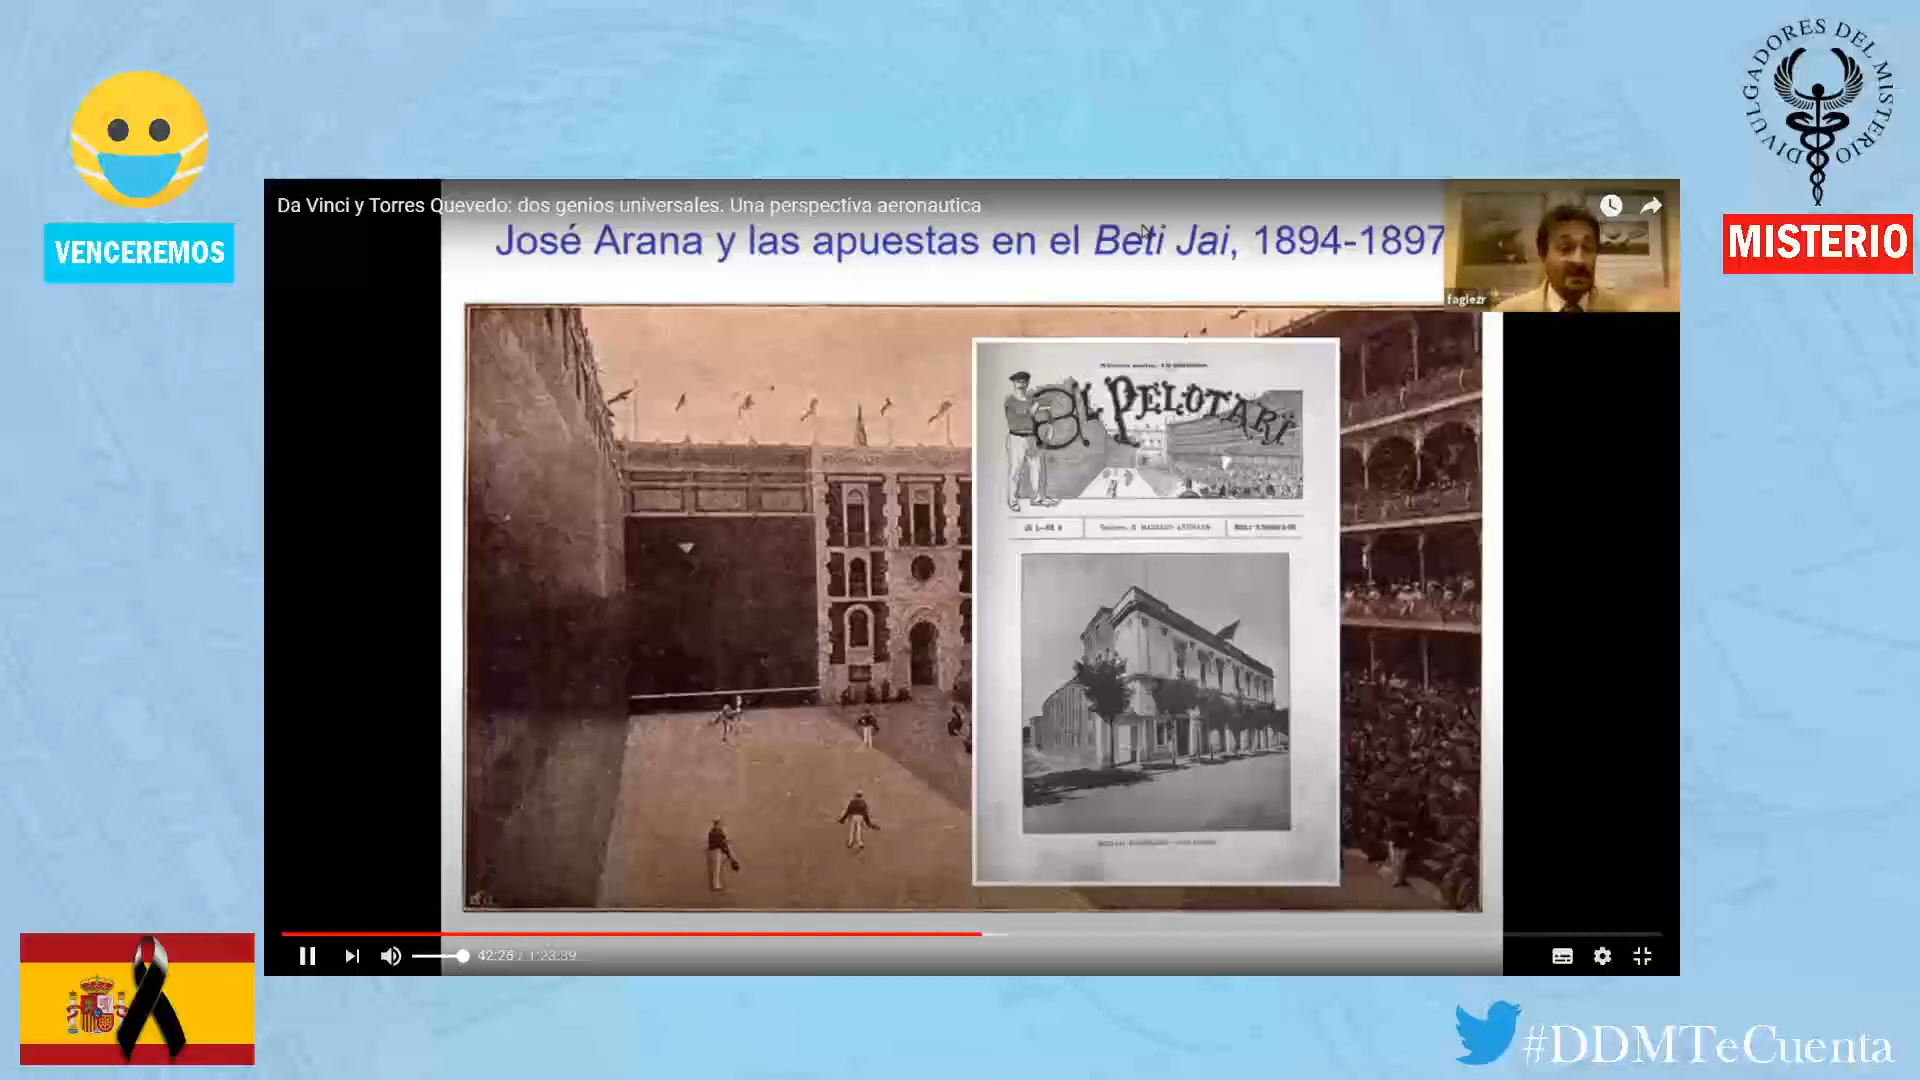 DIVULGADORES DEL MISTERIO
VENCEREMOS
MISTERIO
Da Vinci y Torres Quevedo: dos genios universales. Una perspectiva aeronautica
José Arana y las apuestas en el Beti Jai, 1894-1897
faglezr
EL PELOTARI
42:26 / 1:23:39
#DDMTeCuenta